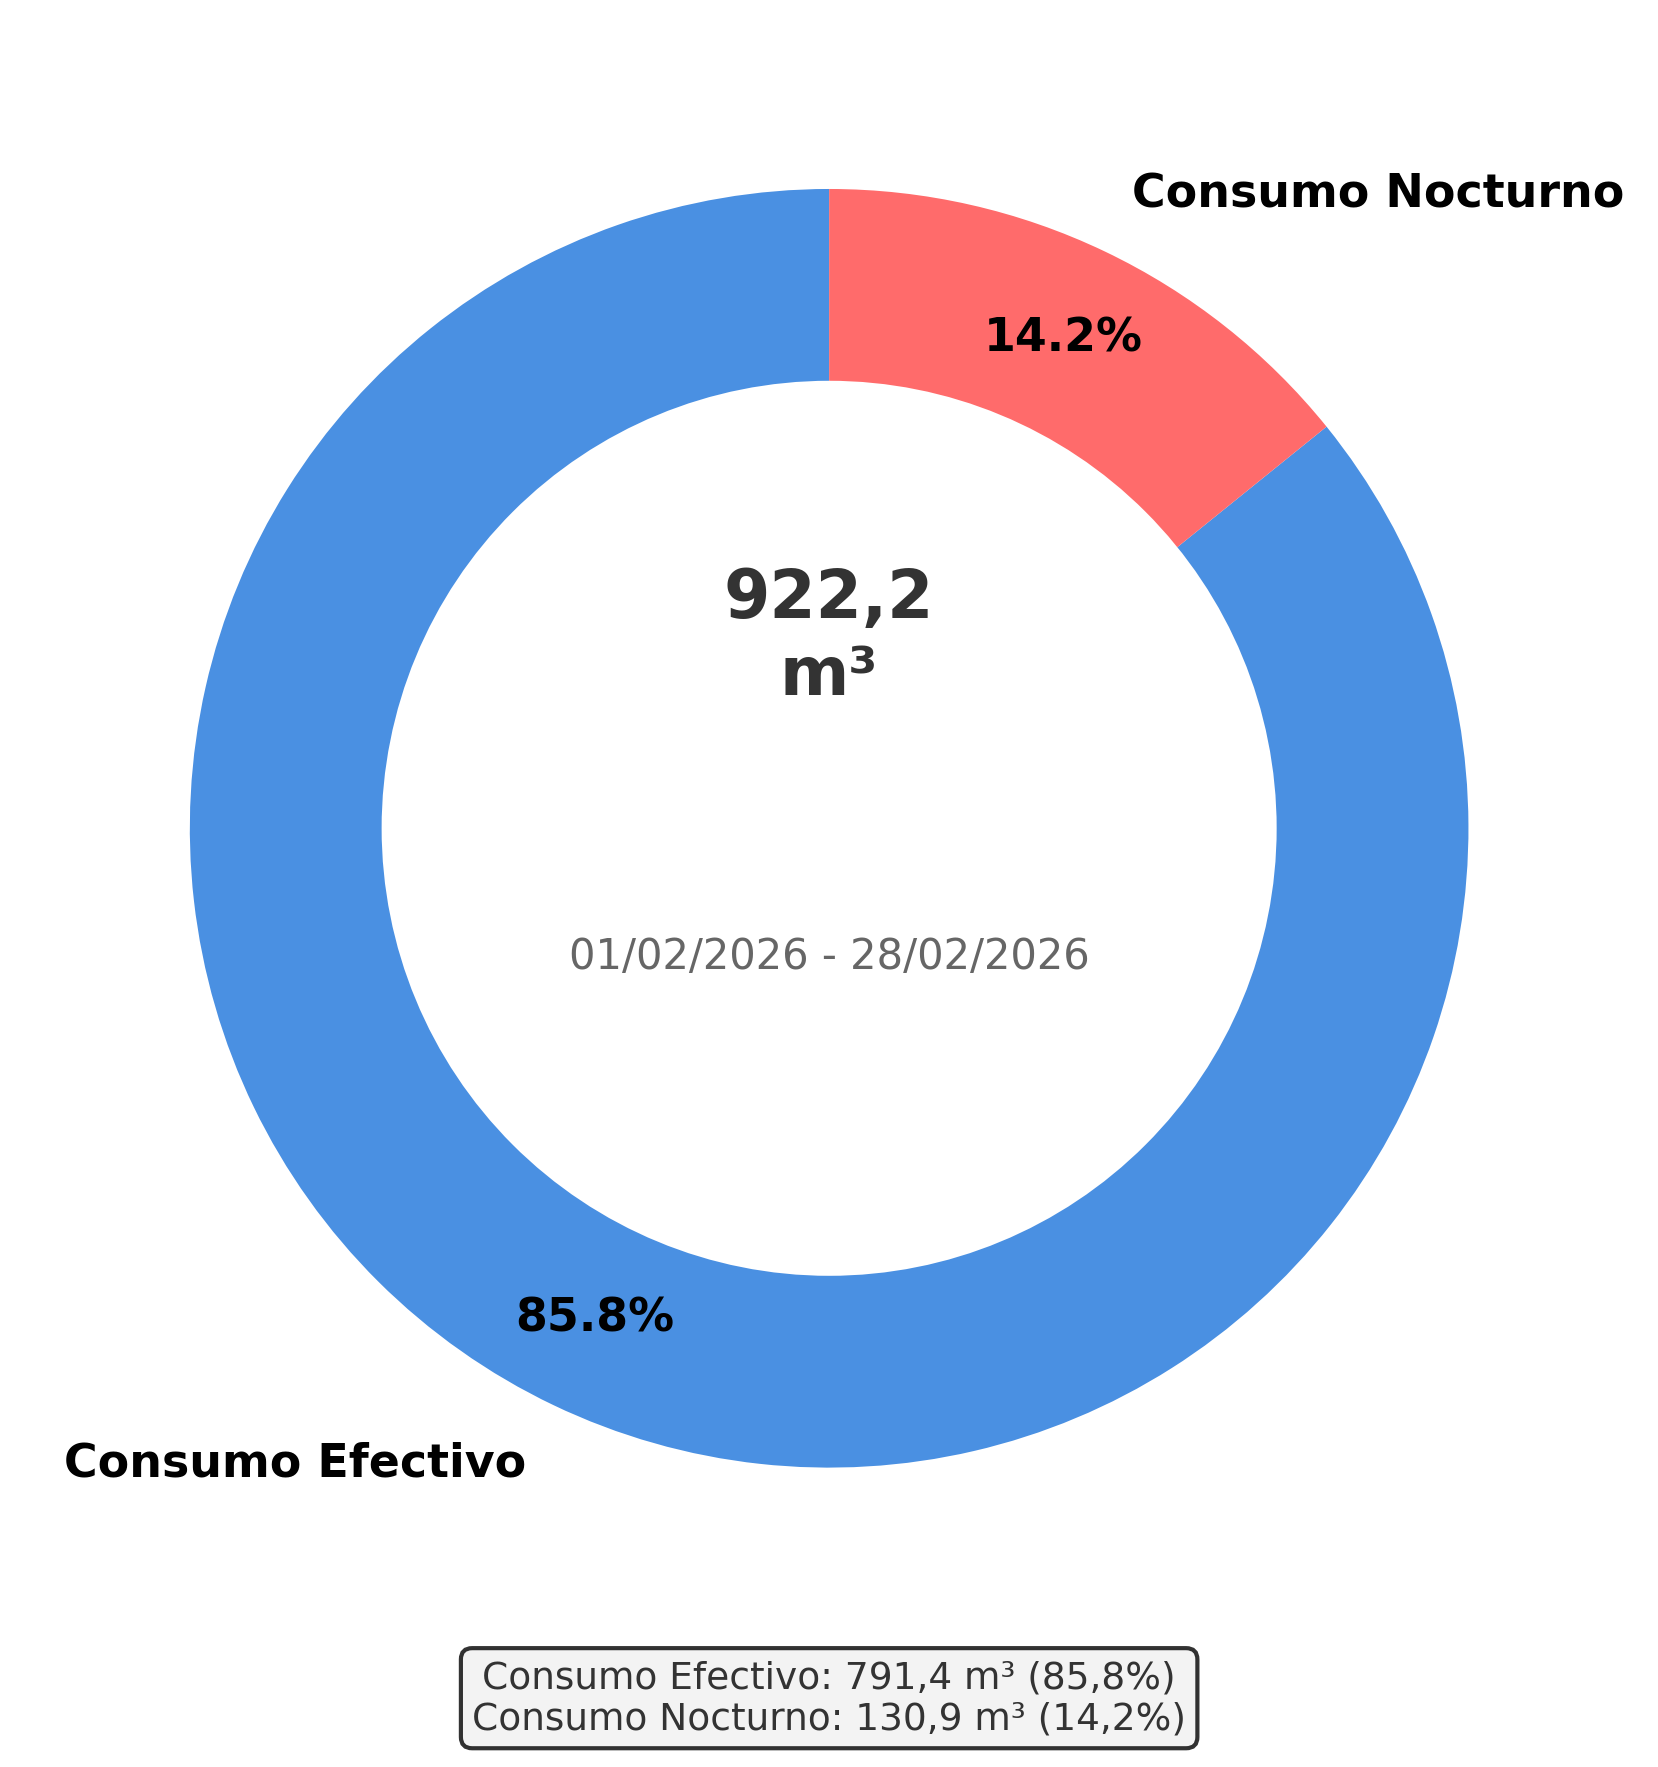 Consumo Nocturno
14.2%
922,2
m³
01/02/2026 - 28/02/2026
85.8%
Consumo Efectivo
Consumo Efectivo: 791,4 m³ (85,8%)
Consumo Nocturno: 130,9 m³ (14,2%)